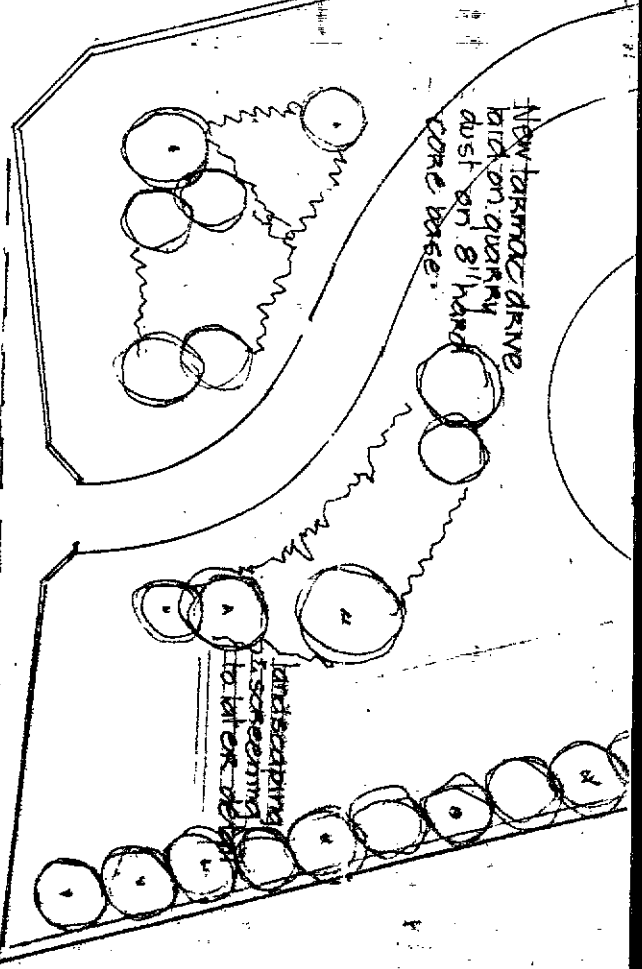 New tarmac drive
laid on quarry
dust on 8" hard
core base.
landscaping
screening
to later